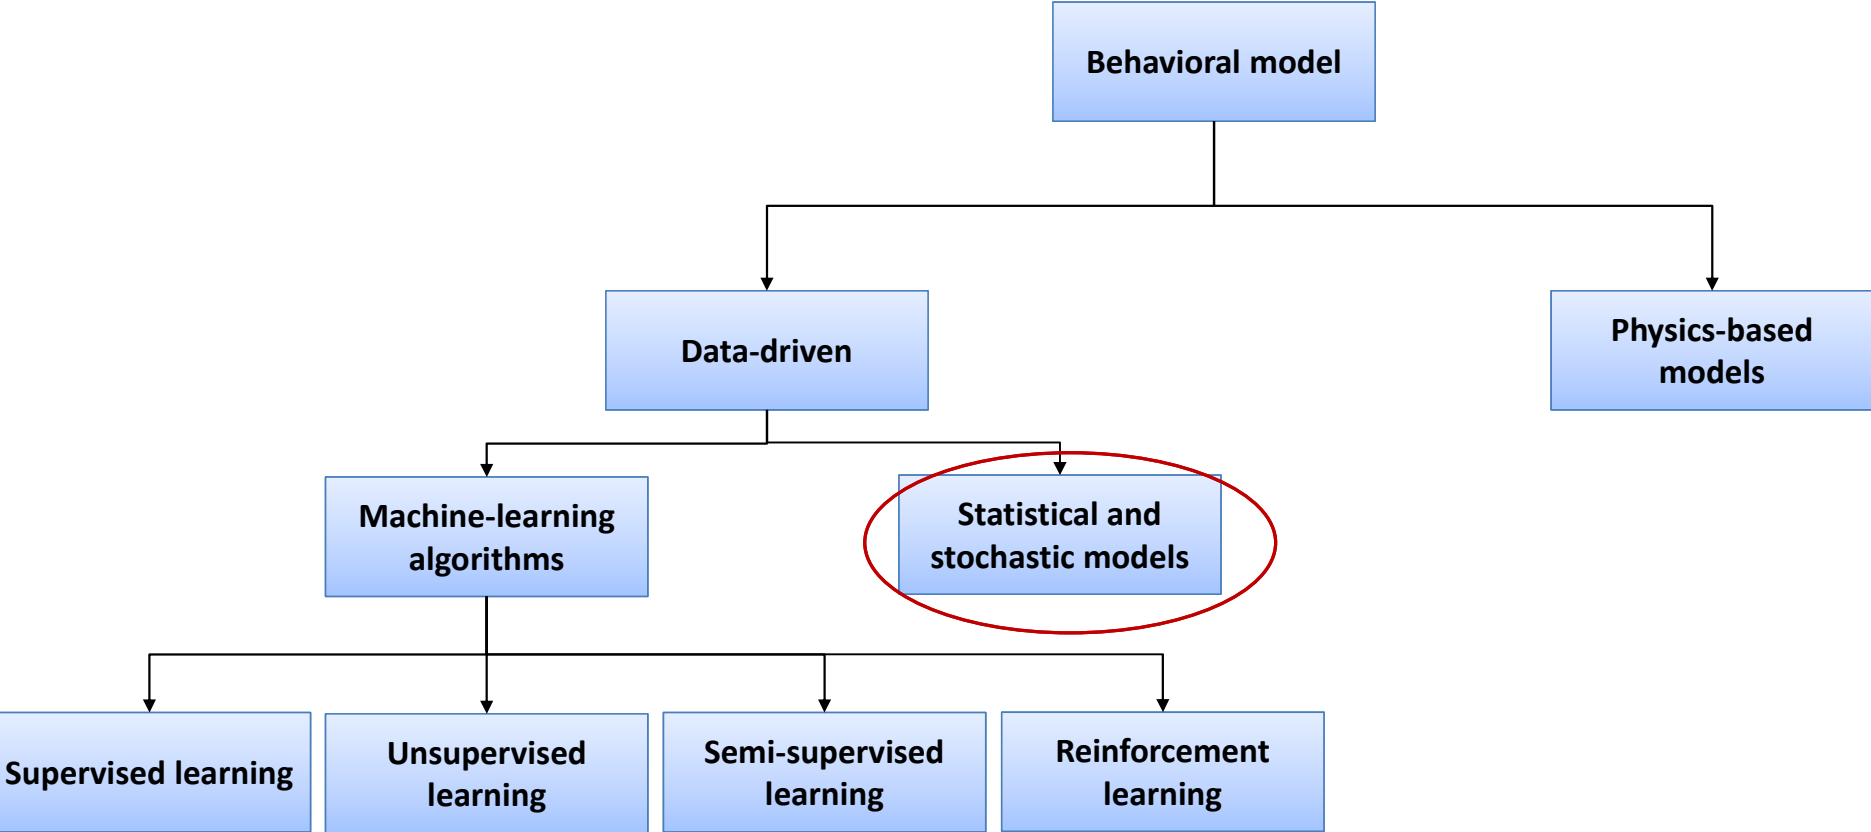 Behavioral model
Data-driven
Physics-based
models
Machine-learning
algorithms
Statistical and
stochastic models
Supervised learning
Unsupervised
learning
Semi-supervised
learning
Reinforcement
learning